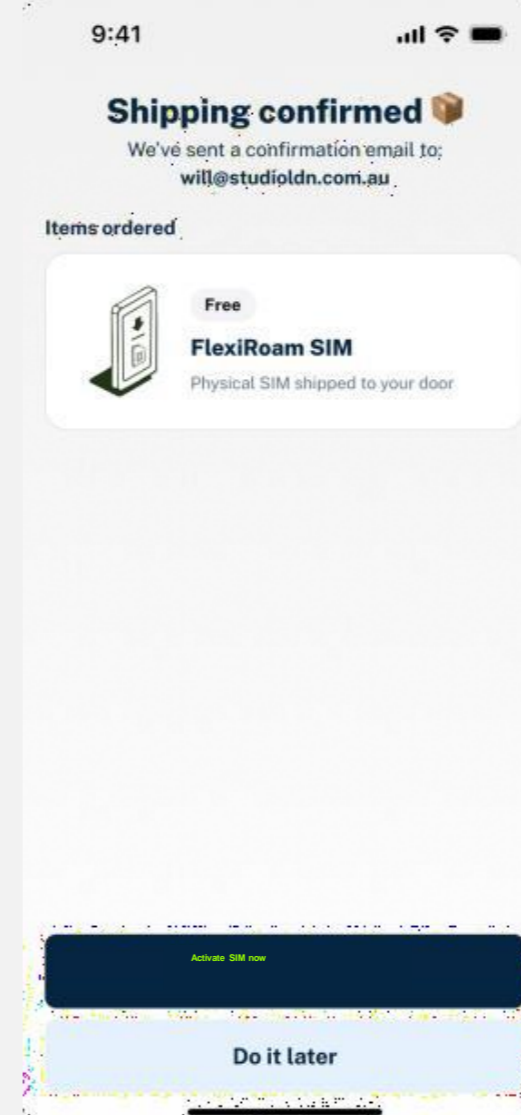 9:41
Shipping confirmed 📦
We've sent a confirmation email to:
will@studioldn.com.au
Items ordered
Free
FlexiRoam SIM
Physical SIM shipped to your door
Activate SIM now
Do it later